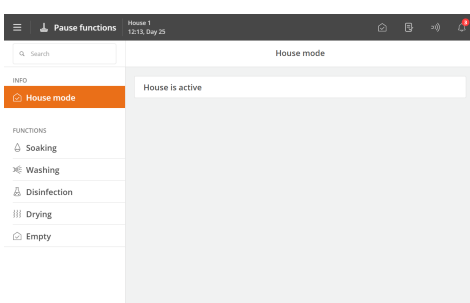 Pause functions
House 1
12:13, Day 25
Search
House mode
INFO
House mode
House is active
FUNCTIONS
Soaking
Washing
Disinfection
Drying
Empty